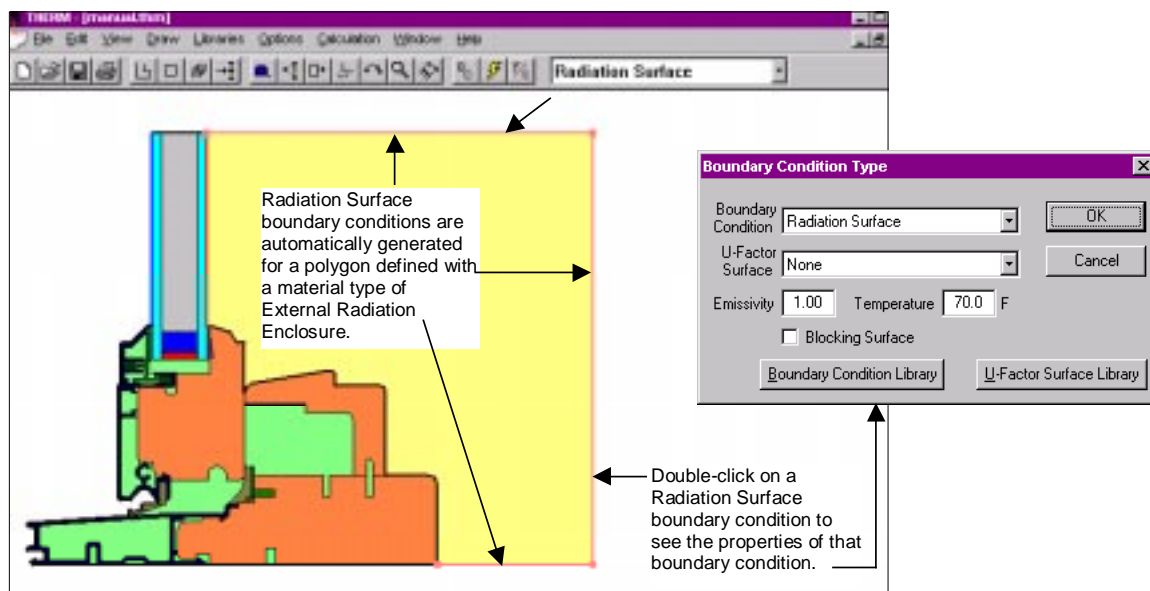 THERM - [manual.thm]
File Edit View Draw Libraries Options Calculation Window Help
Radiation Surface
Radiation Surface
boundary conditions are
automatically generated
for a polygon defined with
a material type of
External Radiation
Enclosure.
Boundary Condition Type
Boundary
Condition
Radiation Surface
OK
U-Factor
Surface
None
Cancel
Emissivity 1.00 Temperature 70.0 F
Blocking Surface
Boundary Condition Library U-Factor Surface Library
Double-click on a
Radiation Surface
boundary condition to
see the properties of that
boundary condition.